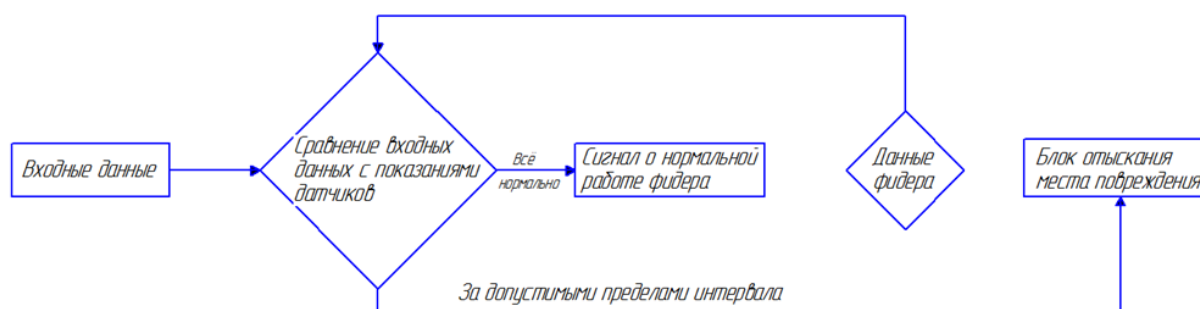 Входные данные
Сравнение входных
данных с показаниями
датчиков
Всё
нормально
Сигнал о нормальной
работе фидера
Данные
фидера
Блок отыскания
места повреждения
За допустимыми пределами интервала